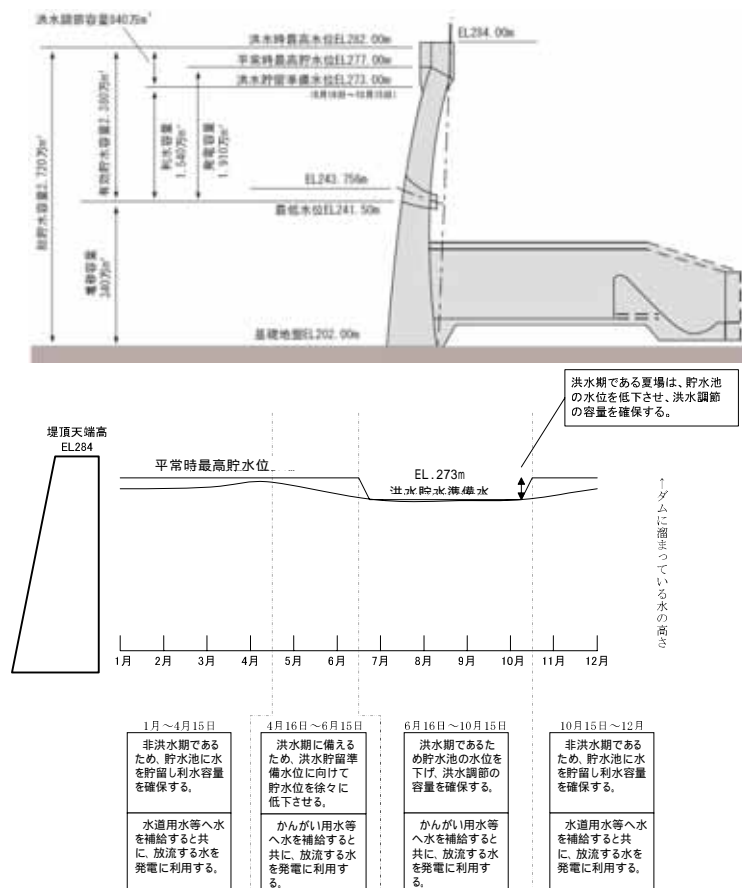 洪水調節容量840万m³
洪水時最高水位EL282.00m
EL284.00m
平常時最高貯水位EL277.00m
洪水貯留準備水位EL273.00m
総貯水容量2,720万m³
有効貯水容量2,380万m³
利水容量
1,540万m³
発電容量
1,910万m³
EL243.756m
最低水位EL241.50m
堆砂容量
340万m³
基礎地盤EL202.00m
洪水期である夏場は、貯水池
の水位を低下させ、洪水調節
の容量を確保する。
堤頂天端高
EL284
平常時最高貯水位
EL.273m
洪水貯水準備水
↑ダムに溜まっている水の高さ
1月
2月
3月
4月
5月
6月
7月
8月
9月
10月
11月
12月
1月～4月15日
非洪水期である
ため、貯水池に水
を貯留し利水容量
を確保する。
水道用水等へ水
を補給すると共
に、放流する水を
発電に利用する。
4月16日～6月15日
洪水期に備える
ため、洪水貯留準
備水位に向けて
貯水位を徐々に
低下させる。
かんがい用水等
へ水を補給すると
共に、放流する水
を発電に利用す
る。
6月16日～10月15日
洪水期であるた
め貯水池の水位を
下げ、洪水調節の
容量を確保する。
かんがい用水等
へ水を補給すると
共に、放流する水
を発電に利用す
る。
10月15日～12月
非洪水期である
ため、貯水池に水
を貯留し利水容量
を確保する。
水道用水等へ水
を補給すると共
に、放流する水を
発電に利用する。